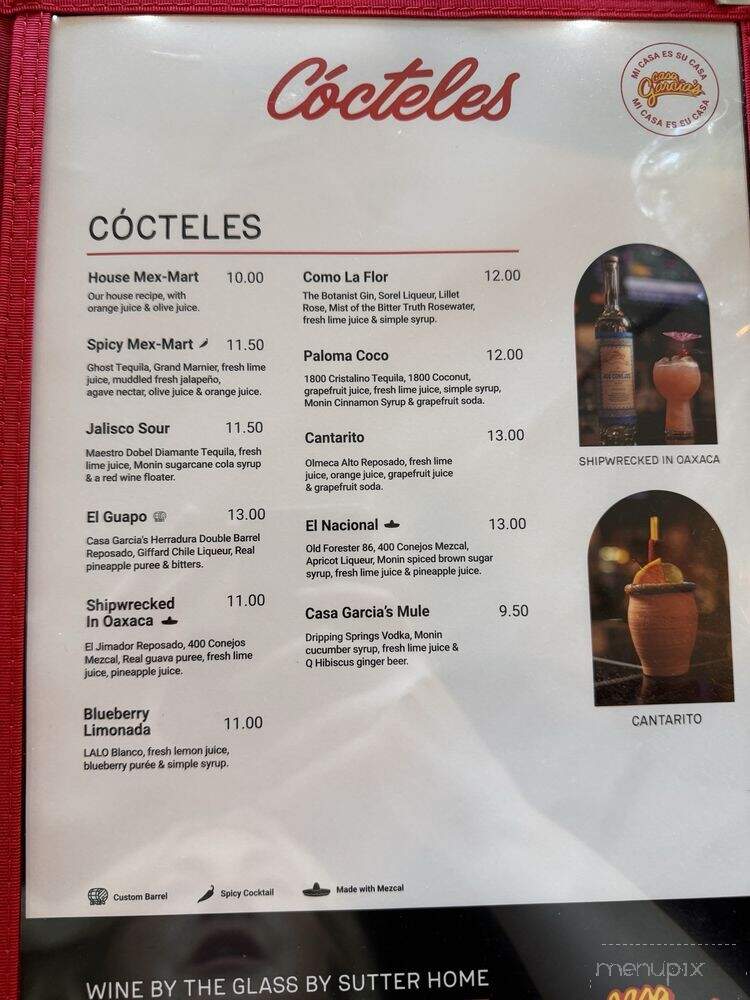 Cócteles
MI CASA ES SU CASA
casa
Garcia's
MI CASA ES SU CASA
CÓCTELES
House Mex-Mart 10.00
Our house recipe, with
orange juice & olive juice.
Spicy Mex-Mart 11.50
Ghost Tequila, Grand Marnier, fresh lime
juice, muddled fresh jalapeño,
agave nectar, olive juice & orange juice.
Jalisco Sour 11.50
Maestro Dobel Diamante Tequila, fresh
lime juice, Monin sugarcane cola syrup
& a red wine floater.
El Guapo 13.00
Casa Garcia's Herradura Double Barrel
Reposado, Giffard Chile Liqueur, Real
pineapple puree & bitters.
Shipwrecked
In Oaxaca 11.00
El Jimador Reposado, 400 Conejos
Mezcal, Real guava puree, fresh lime
juice, pineapple juice.
Blueberry
Limonada 11.00
LALO Blanco, fresh lemon juice,
blueberry purée & simple syrup.
Como La Flor 12.00
The Botanist Gin, Sorel Liqueur, Lillet
Rose, Mist of the Bitter Truth Rosewater,
fresh lime juice & simple syrup.
Paloma Coco 12.00
1800 Cristalino Tequila, 1800 Coconut,
grapefruit juice, fresh lime juice, simple syrup,
Monin Cinnamon Syrup & grapefruit soda.
Cantarito 13.00
Olmeca Alto Reposado, fresh lime
juice, orange juice, grapefruit juice
& grapefruit soda.
El Nacional 13.00
Old Forester 86, 400 Conejos Mezcal,
Apricot Liqueur, Monin spiced brown sugar
syrup, fresh lime juice & pineapple juice.
Casa Garcia's Mule 9.50
Dripping Springs Vodka, Monin
cucumber syrup, fresh lime juice &
Q Hibiscus ginger beer.
SHIPWRECKED IN OAXACA
CANTARITO
Custom Barrel
Spicy Cocktail
Made with Mezcal
WINE BY THE GLASS BY SUTTER HOME
casa
menupix